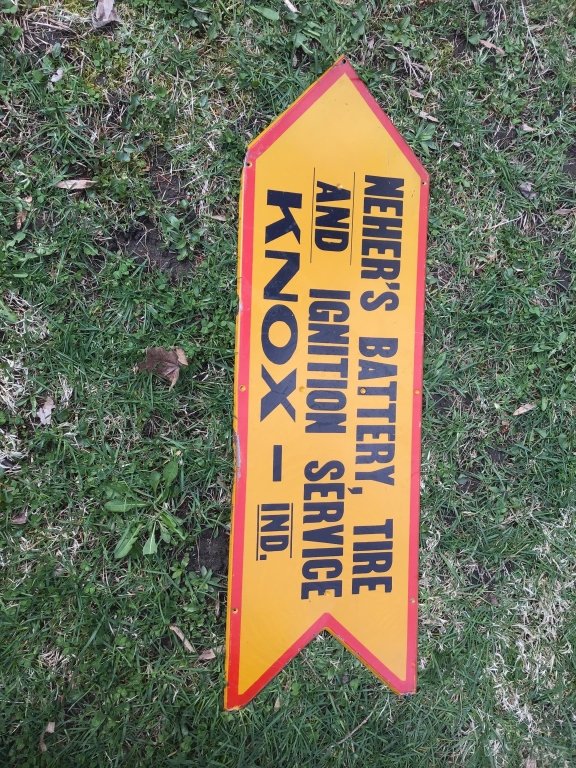 NEHER'S BATTERY, TIRE
AND IGNITION SERVICE
KNOX - IND.